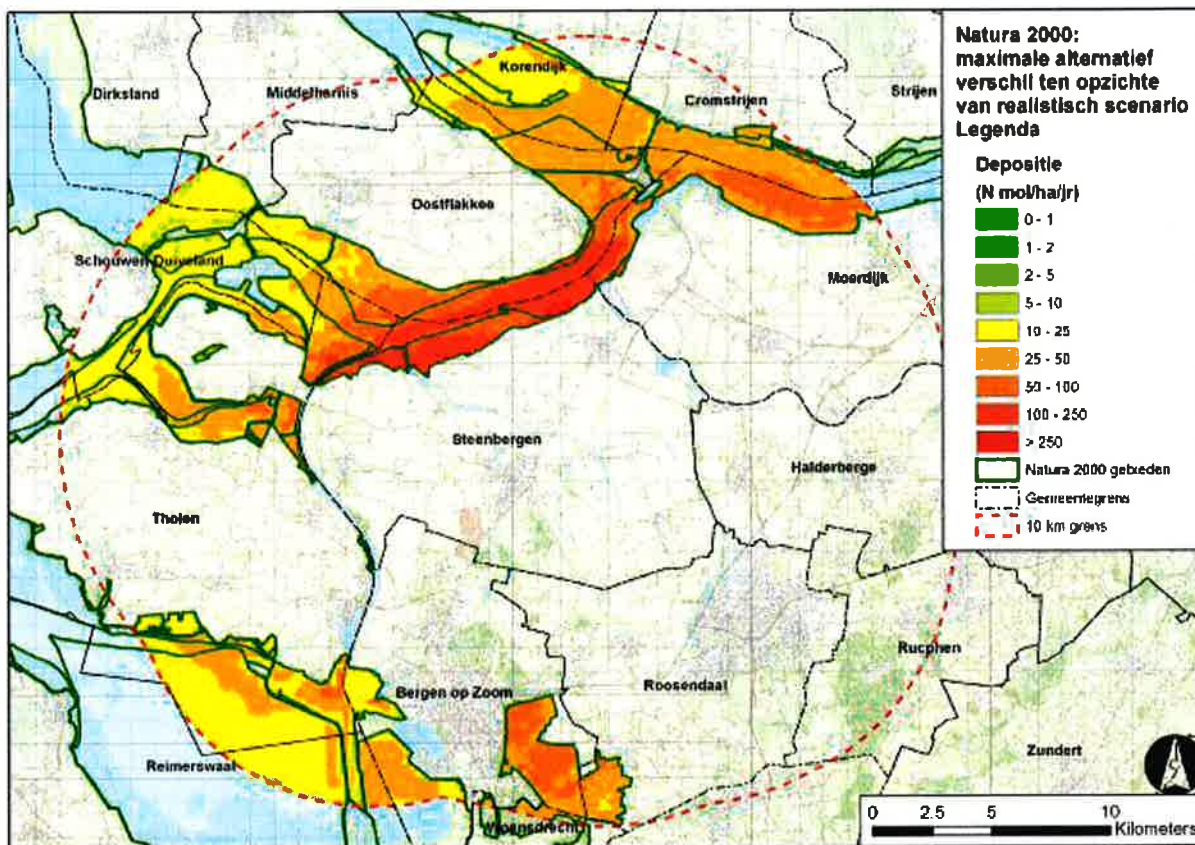 Natura 2000:
maximale alternatief
verschil ten opzichte
van realistisch scenario
Legenda
Depositie
(N mol/ha/jr)
0 - 1
1 - 2
2 - 5
5 - 10
10 - 25
25 - 50
50 - 100
100 - 250
> 250
Natura 2000 gebieden
Gemeentegrens
10 km grens
Dirksland
Middelharnis
Korendijk
Cromstrijen
Strijen
Oostflakkee
Schouwen-Duiveland
Moerdijk
Steenbergen
Halderberge
Tholen
Rucphen
Bergen op Zoom
Roosendaal
Zundert
Reimerswaal
Woensdrecht
0 2.5 5 10
Kilometers